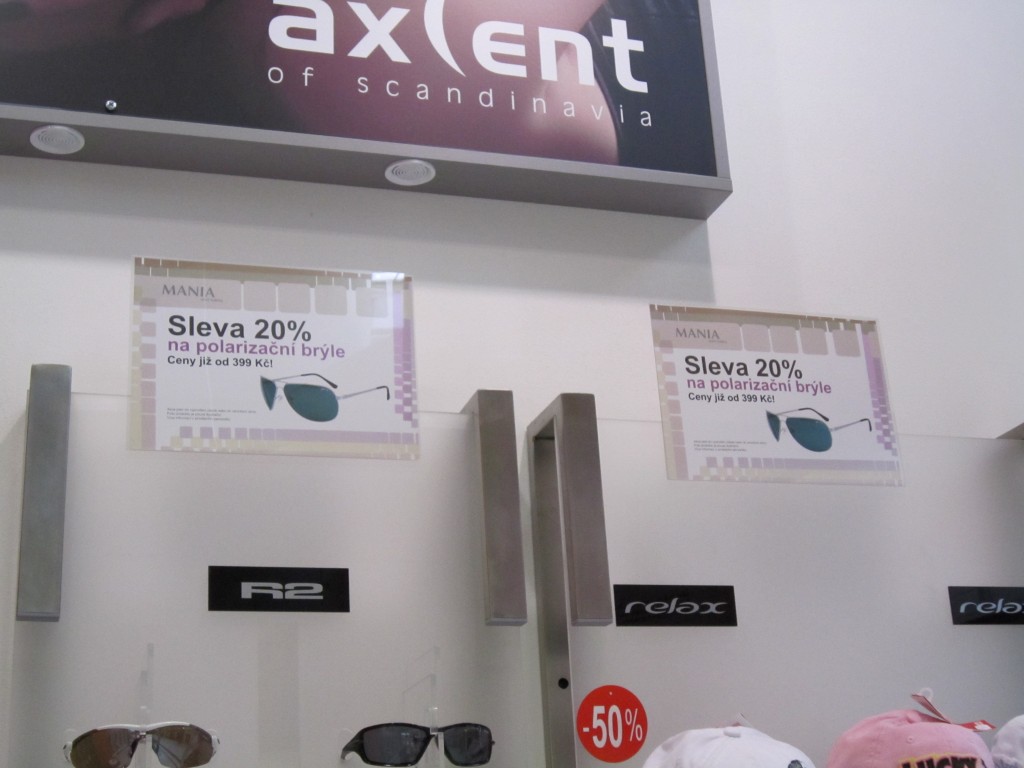 axcent
of scandinavia
MANIA
Sleva 20%
na polarizační brýle
Ceny již od 399 Kč!
MANIA
Sleva 20%
na polarizační brýle
Ceny již od 399 Kč!
R2
relax
relax
-50%
LUCKY